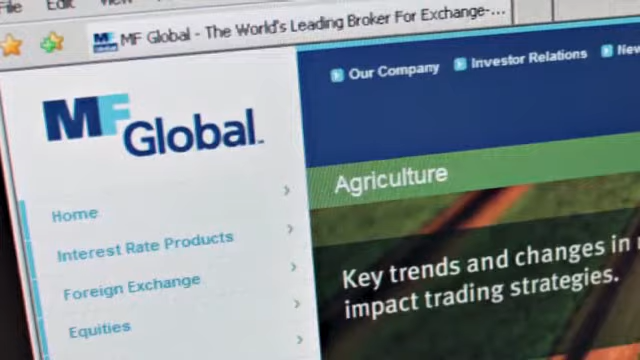 File Edit View
MF Global - The World's Leading Broker For Exchange-...
Our Company Investor Relations
MF Global.
Agriculture
Home
Interest Rate Products
Foreign Exchange
Equities
Key trends and changes in
impact trading strategies.